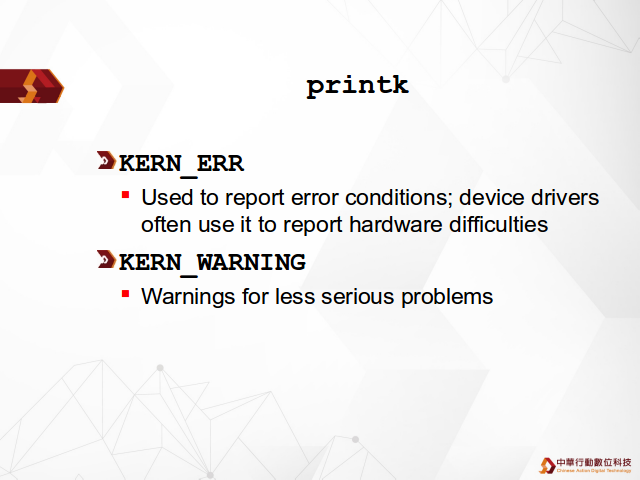 printk
KERN_ERR
Used to report error conditions; device drivers
often use it to report hardware difficulties
KERN_WARNING
Warnings for less serious problems
中華行動數位科技
Chinese Action Digital Technology